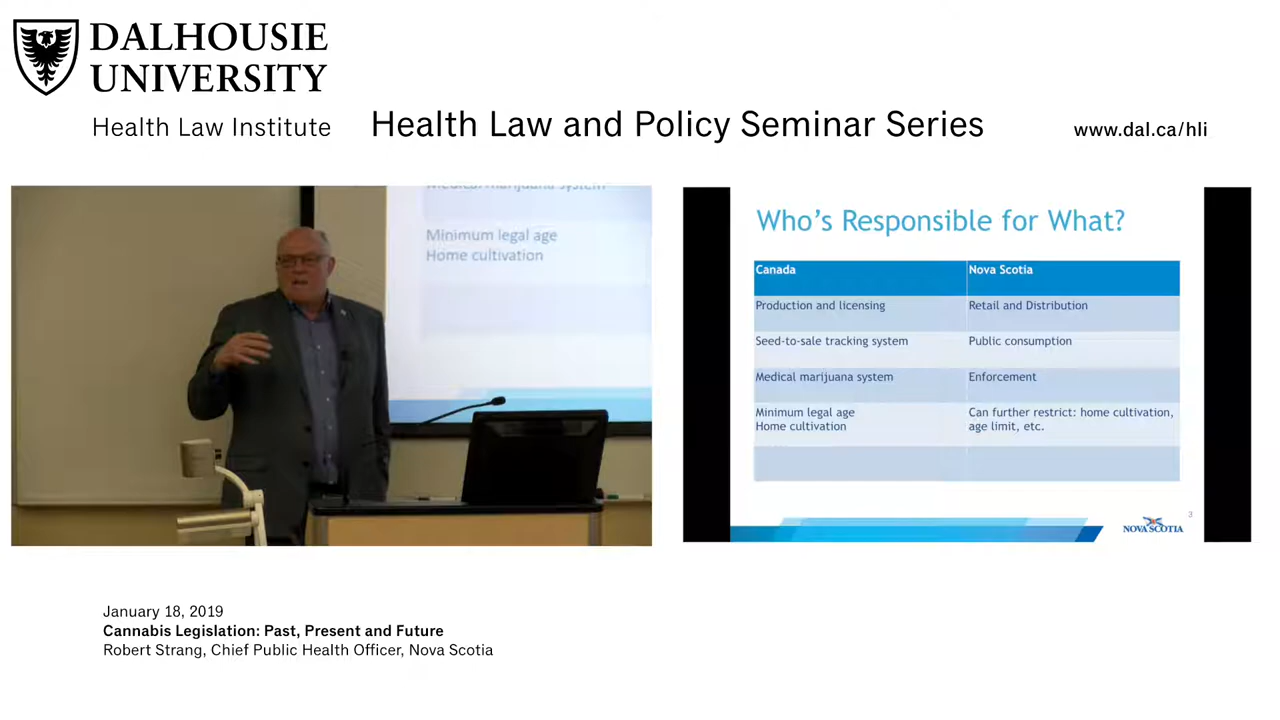 DALHOUSIE
UNIVERSITY
Health Law Institute
Health Law and Policy Seminar Series
www.dal.ca/hli
Medical marijuana system
Minimum legal age
Home cultivation
Who's Responsible for What?
Canada Nova Scotia
Production and licensing Retail and Distribution
Seed-to-sale tracking system Public consumption
Medical marijuana system Enforcement
Minimum legal age Can further restrict: home cultivation,
Home cultivation age limit, etc.
3
NOVA SCOTIA
January 18, 2019
Cannabis Legislation: Past, Present and Future
Robert Strang, Chief Public Health Officer, Nova Scotia